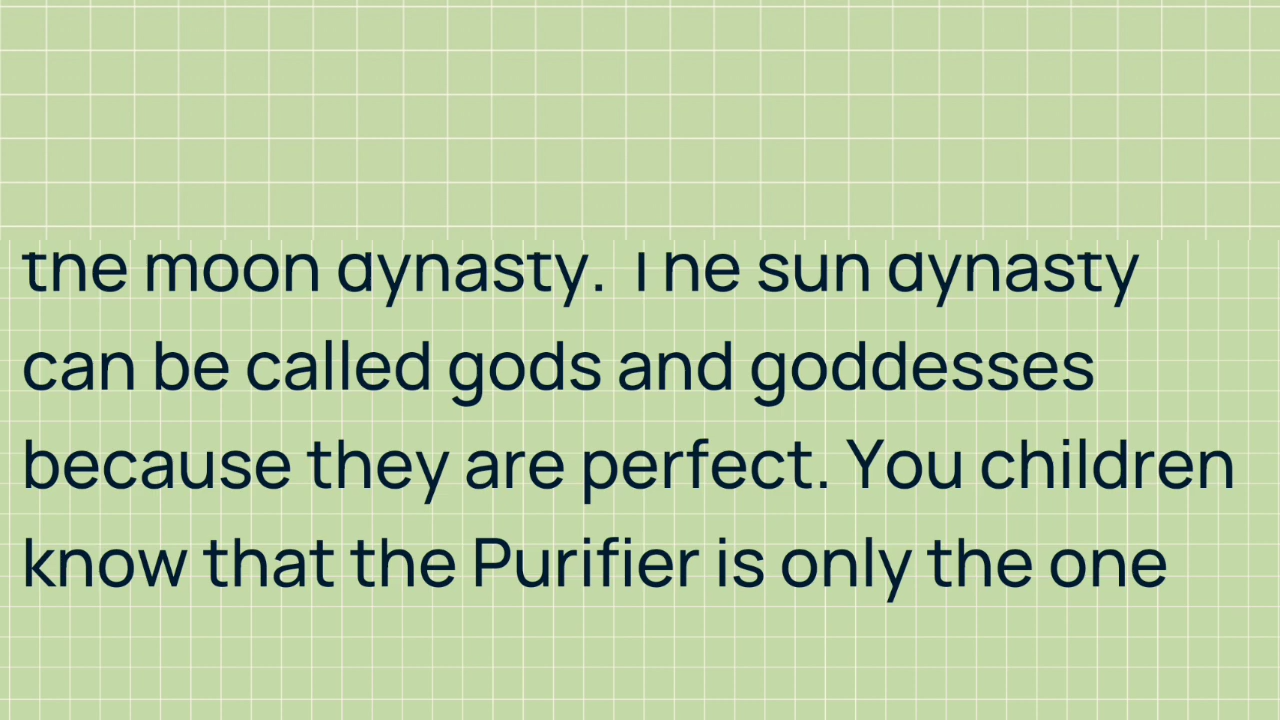 the moon dynasty. The sun dynasty
can be called gods and goddesses
because they are perfect. You children
know that the Purifier is only the one